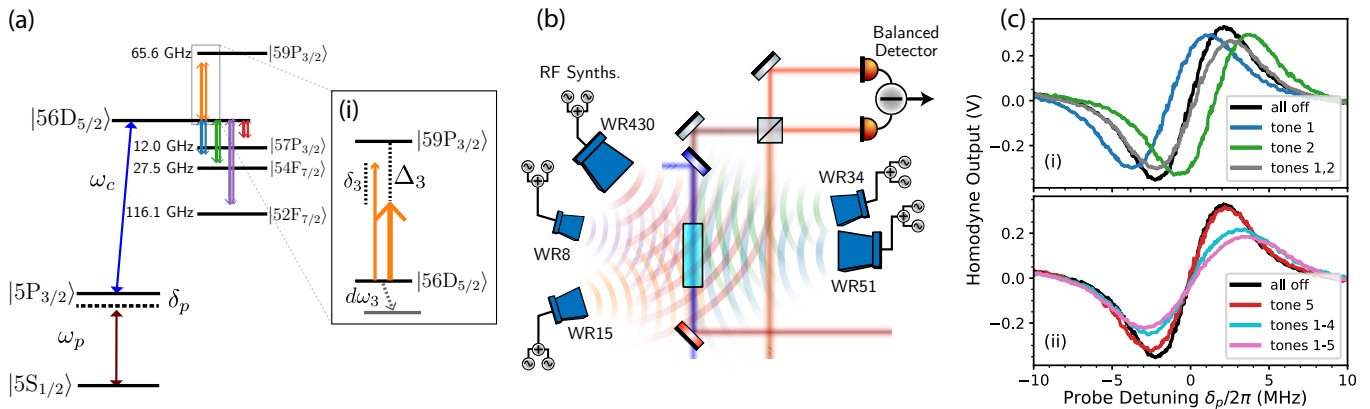 (a)
65.6 GHz
|59P3/2⟩
|56D5/2⟩
12.0 GHz
|57P3/2⟩
27.5 GHz
|54F7/2⟩
116.1 GHz
|52F7/2⟩
ωc
|5P3/2⟩
δp
ωp
|5S1/2⟩
(i)
|59P3/2⟩
δ3
Δ3
|56D5/2⟩
dω3
(b)
Balanced
Detector
RF Synths.
WR430
WR34
WR8
WR51
WR15
(c)
Homodyne Output (V)
0.2
0.0
−0.2
(i)
all off
tone 1
tone 2
tones 1,2
0.2
0.0
−0.2
(ii)
all off
tone 5
tones 1-4
tones 1-5
−10
−5
0
5
10
Probe Detuning δp/2π (MHz)